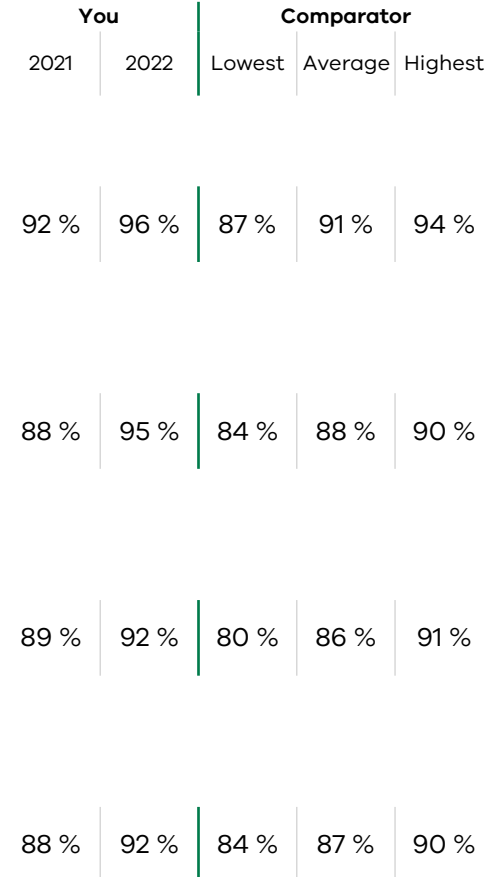 You Comparator
2021 2022 Lowest Average Highest
92 % 96 % 87 % 91 % 94 %
88 % 95 % 84 % 88 % 90 %
89 % 92 % 80 % 86 % 91 %
88 % 92 % 84 % 87 % 90 %